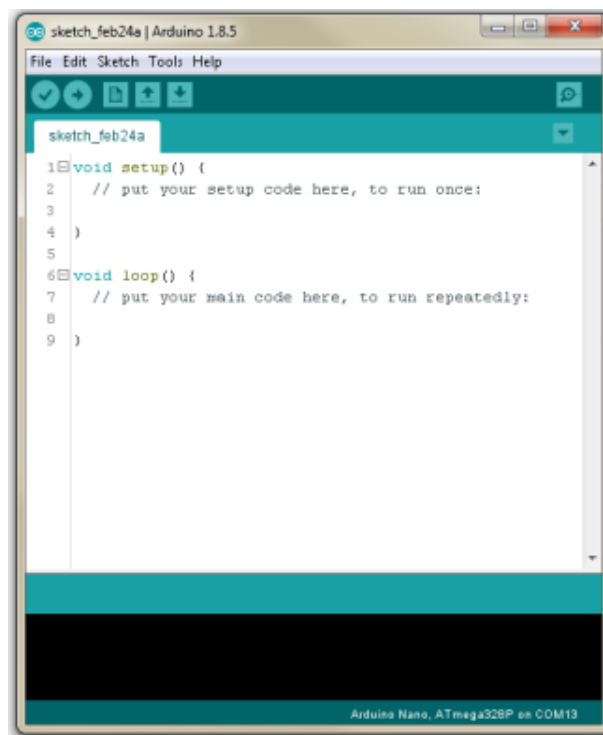 sketch_feb24a | Arduino 1.8.5
File Edit Sketch Tools Help
sketch_feb24a
1 void setup() {
2 // put your setup code here, to run once:
3
4 }
5
6 void loop() {
7 // put your main code here, to run repeatedly:
8
9 }
Arduino Nano, ATmega328P on COM13